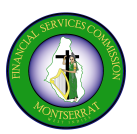 FINANCIAL SERVICES COMMISSION
MONTSERRAT